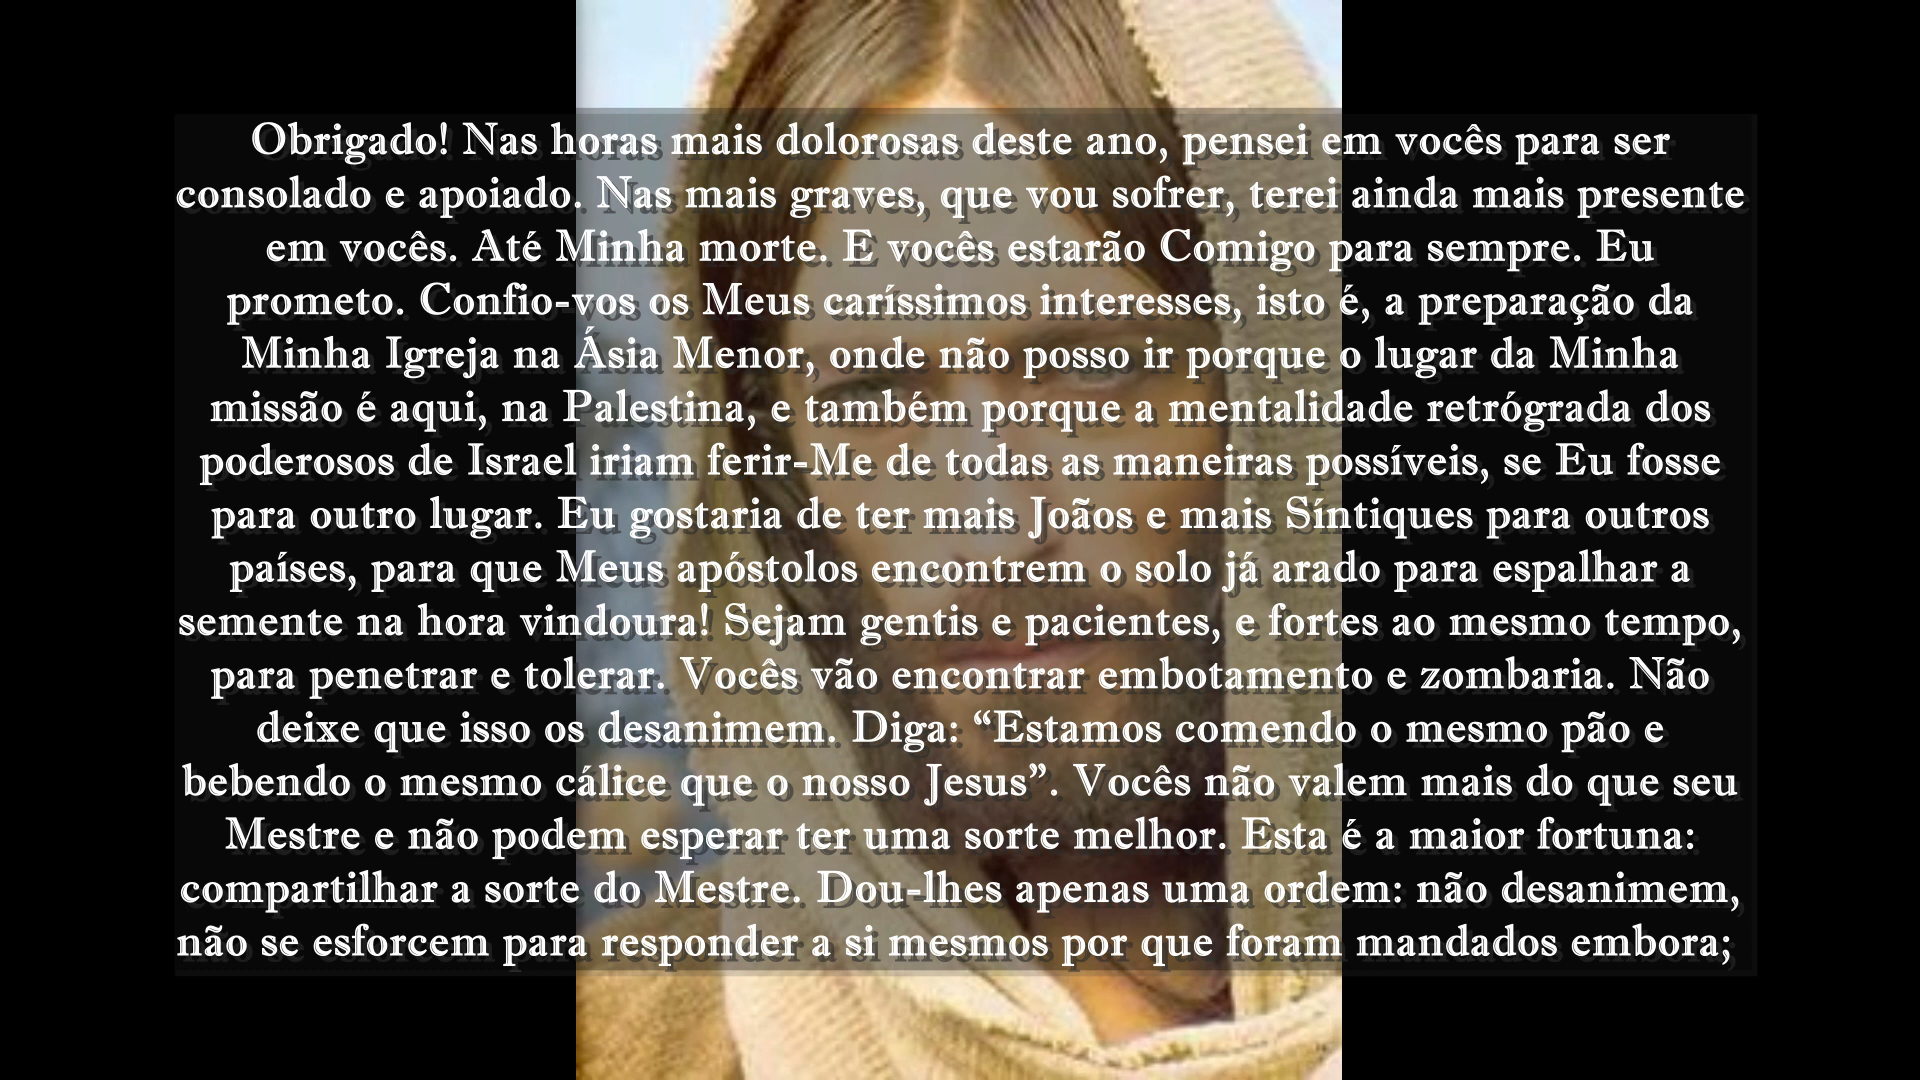 Obrigado! Nas horas mais dolorosas deste ano, pensei em vocês para ser
consolado e apoiado. Nas mais graves, que vou sofrer, terei ainda mais presente
em vocês. Até Minha morte. E vocês estarão Comigo para sempre. Eu
prometo. Confio-vos os Meus caríssimos interesses, isto é, a preparação da
Minha Igreja na Ásia Menor, onde não posso ir porque o lugar da Minha
missão é aqui, na Palestina, e também porque a mentalidade retrógrada dos
poderosos de Israel iriam ferir-Me de todas as maneiras possíveis, se Eu fosse
para outro lugar. Eu gostaria de ter mais Joãos e mais Síntiques para outros
países, para que Meus apóstolos encontrem o solo já arado para espalhar a
semente na hora vindoura! Sejam gentis e pacientes, e fortes ao mesmo tempo,
para penetrar e tolerar. Vocês vão encontrar embotamento e zombaria. Não
deixe que isso os desanimem. Diga: “Estamos comendo o mesmo pão e
bebendo o mesmo cálice que o nosso Jesus”. Vocês não valem mais do que seu
Mestre e não podem esperar ter uma sorte melhor. Esta é a maior fortuna:
compartilhar a sorte do Mestre. Dou-lhes apenas uma ordem: não desanimem,
não se esforcem para responder a si mesmos por que foram mandados embora;